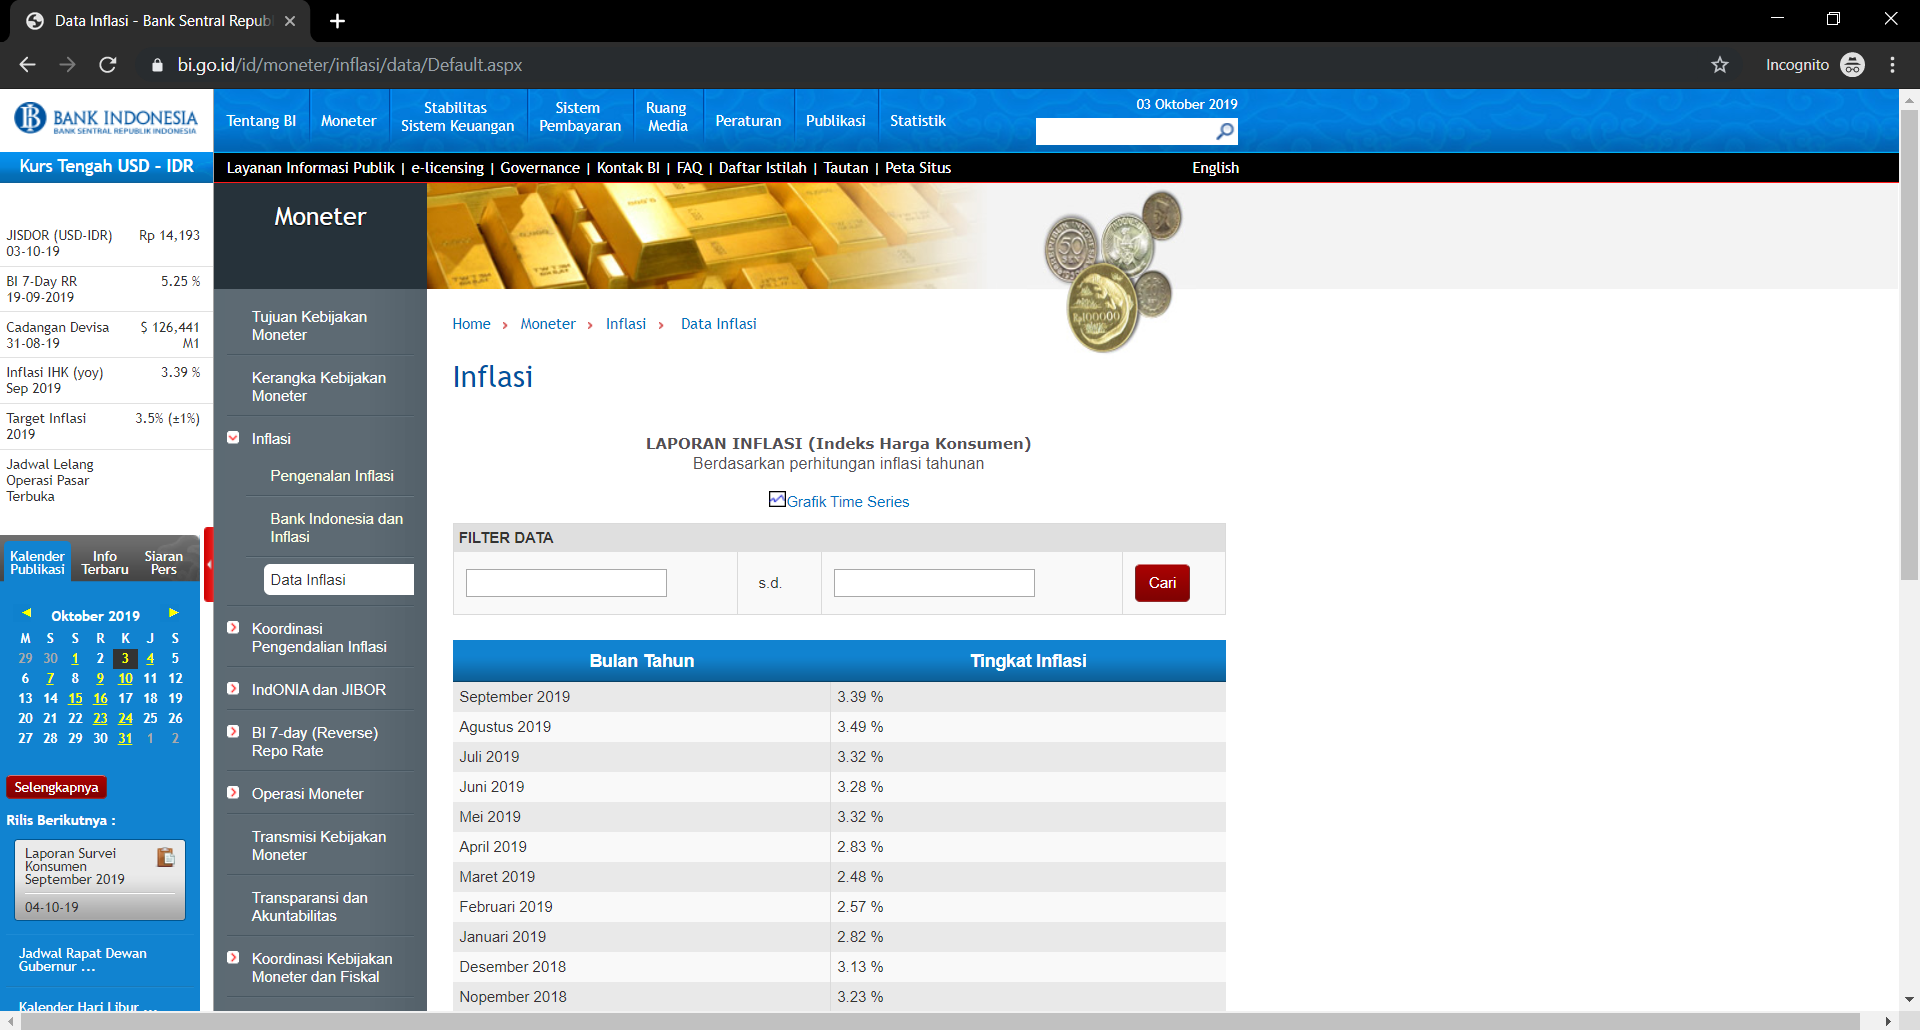 Data Inflasi - Bank Sentral Repub
bi.go.id/id/moneter/inflasi/data/Default.aspx
Incognito
BANK INDONESIA
BANK SENTRAL REPUBLIK INDONESIA
Tentang BI
Moneter
Stabilitas
Sistem Keuangan
Sistem
Pembayaran
Ruang
Media
Peraturan
Publikasi
Statistik
03 Oktober 2019
Kurs Tengah USD - IDR
Layanan Informasi Publik | e-licensing | Governance | Kontak BI | FAQ | Daftar Istilah | Tautan | Peta Situs
English
JISDOR (USD-IDR) Rp 14,193
03-10-19
BI 7-Day RR 5.25 %
19-09-2019
Cadangan Devisa $ 126,441
31-08-19 M1
Inflasi IHK (yoy) 3.39 %
Sep 2019
Target Inflasi 3.5% (±1%)
2019
Jadwal Lelang
Operasi Pasar
Terbuka
Kalender
Publikasi
Info
Terbaru
Siaran
Pers
Oktober 2019
M S S R K J S
29 30 1 2 3 4 5
6 7 8 9 10 11 12
13 14 15 16 17 18 19
20 21 22 23 24 25 26
27 28 29 30 31 1 2
Selengkapnya
Rilis Berikutnya :
Laporan Survei
Konsumen
September 2019
04-10-19
Jadwal Rapat Dewan
Gubernur ...
Kalender Hari Libur ...
Moneter
Tujuan Kebijakan
Moneter
Kerangka Kebijakan
Moneter
Inflasi
Pengenalan Inflasi
Bank Indonesia dan
Inflasi
Data Inflasi
Koordinasi
Pengendalian Inflasi
IndONIA dan JIBOR
BI 7-day (Reverse)
Repo Rate
Operasi Moneter
Transmisi Kebijakan
Moneter
Transparansi dan
Akuntabilitas
Koordinasi Kebijakan
Moneter dan Fiskal
50
Rp100000
Home › Moneter › Inflasi › Data Inflasi
Inflasi
LAPORAN INFLASI (Indeks Harga Konsumen)
Berdasarkan perhitungan inflasi tahunan
Grafik Time Series
FILTER DATA
s.d.
Cari
Bulan Tahun Tingkat Inflasi
September 2019 3.39 %
Agustus 2019 3.49 %
Juli 2019 3.32 %
Juni 2019 3.28 %
Mei 2019 3.32 %
April 2019 2.83 %
Maret 2019 2.48 %
Februari 2019 2.57 %
Januari 2019 2.82 %
Desember 2018 3.13 %
Nopember 2018 3.23 %